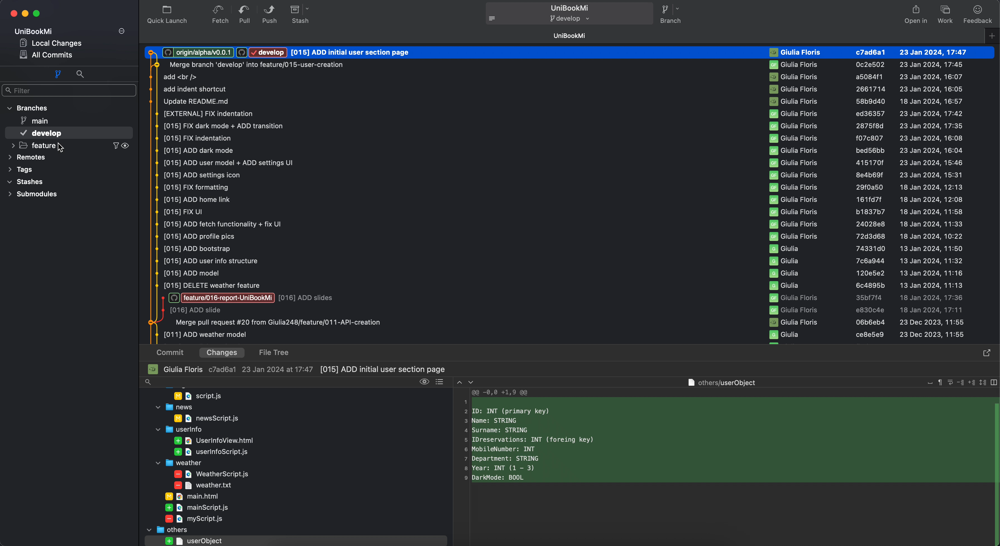 Quick Launch Fetch Pull Push Stash
UniBookMi
develop
Branch
Open in Work Feedback
UniBookMi
Local Changes
All Commits
Filter
Branches
main
develop
feature
Remotes
Tags
Stashes
Submodules
UniBookMi
origin/alpha/v0.0.1 develop [015] ADD initial user section page Giulia Floris c7ad6a1 23 Jan 2024, 17:47
Merge branch 'develop' into feature/015-user-creation GF Giulia Floris 0c2e502 23 Jan 2024, 17:45
add <br /> Giulia Floris a5084f1 23 Jan 2024, 16:07
add indent shortcut Giulia Floris 2661714 23 Jan 2024, 16:05
Update README.md Giulia Floris 58b9d40 18 Jan 2024, 16:57
[EXTERNAL] FIX indentation GF Giulia Floris ed36357 23 Jan 2024, 17:42
[015] FIX dark mode + ADD transition GF Giulia Floris 2875f8d 23 Jan 2024, 17:35
[015] FIX indentation GF Giulia Floris f07c807 23 Jan 2024, 16:08
[015] ADD dark mode GF Giulia Floris bed56bb 23 Jan 2024, 16:04
[015] ADD user model + ADD settings UI GF Giulia Floris 415170f 23 Jan 2024, 15:46
[015] ADD settings icon GF Giulia Floris 8e4b69f 23 Jan 2024, 15:31
[015] FIX formatting GF Giulia Floris 29f0a50 18 Jan 2024, 12:13
[015] ADD home link GF Giulia Floris 161fd7f 18 Jan 2024, 12:08
[015] FIX UI GF Giulia Floris b1837b7 18 Jan 2024, 11:58
[015] ADD fetch functionality + fix UI GF Giulia Floris 24028e8 18 Jan 2024, 11:33
[015] ADD profile pics GF Giulia Floris 72d3d68 18 Jan 2024, 10:22
[015] ADD bootstrap G Giulia 74331d0 13 Jan 2024, 11:50
[015] ADD user info structure G Giulia 7c6a944 13 Jan 2024, 11:32
[015] ADD model G Giulia 120e5e2 13 Jan 2024, 11:16
[015] DELETE weather feature G Giulia 6c4895b 13 Jan 2024, 11:13
feature/016-report-UniBookMi [016] ADD slides GF Giulia Floris 35bf7f4 18 Jan 2024, 17:36
[016] ADD slide GF Giulia Floris e830c4e 18 Jan 2024, 17:11
Merge pull request #20 from Giulia248/feature/011-API-creation Giulia Floris 06b6eb4 23 Dec 2023, 11:55
[011] ADD weather model G Giulia ce8e5e9 23 Dec 2023, 11:55
Commit Changes File Tree
Giulia Floris c7ad6a1 23 Jan 2024 at 17:47 [015] ADD initial user section page
M script.js
news
M newsScript.js
userInfo
UserInfoView.html
userInfoScript.js
weather
WeatherScript.js
weather.txt
M main.html
mainScript.js
myScript.js
others
userObject
others/userObject
@@ -0,0 +1,9 @@
1
2 ID: INT (primary key)
3 Name: STRING
4 Surname: STRING
5 IDreservations: INT (foreing key)
6 MobileNumber: INT
7 Department: STRING
8 Year: INT (1 - 3)
9 DarkMode: BOOL